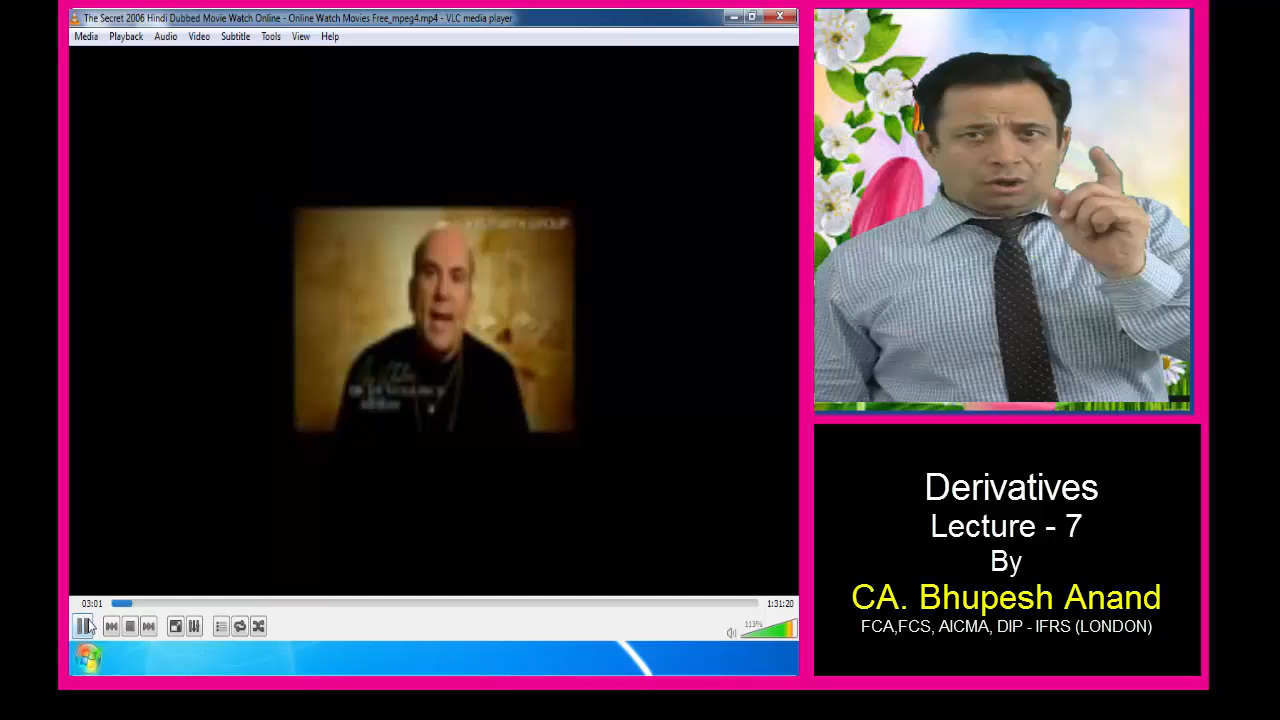 The Secret 2006 Hindi Dubbed Movie Watch Online - Online Watch Movies Free_mpeg4.mp4 - VLC media player
Media Playback Audio Video Subtitle Tools View Help
03:01
1:31:20
113%
Derivatives
Lecture - 7
By
CA. Bhupesh Anand
FCA,FCS, AICMA, DIP - IFRS (LONDON)